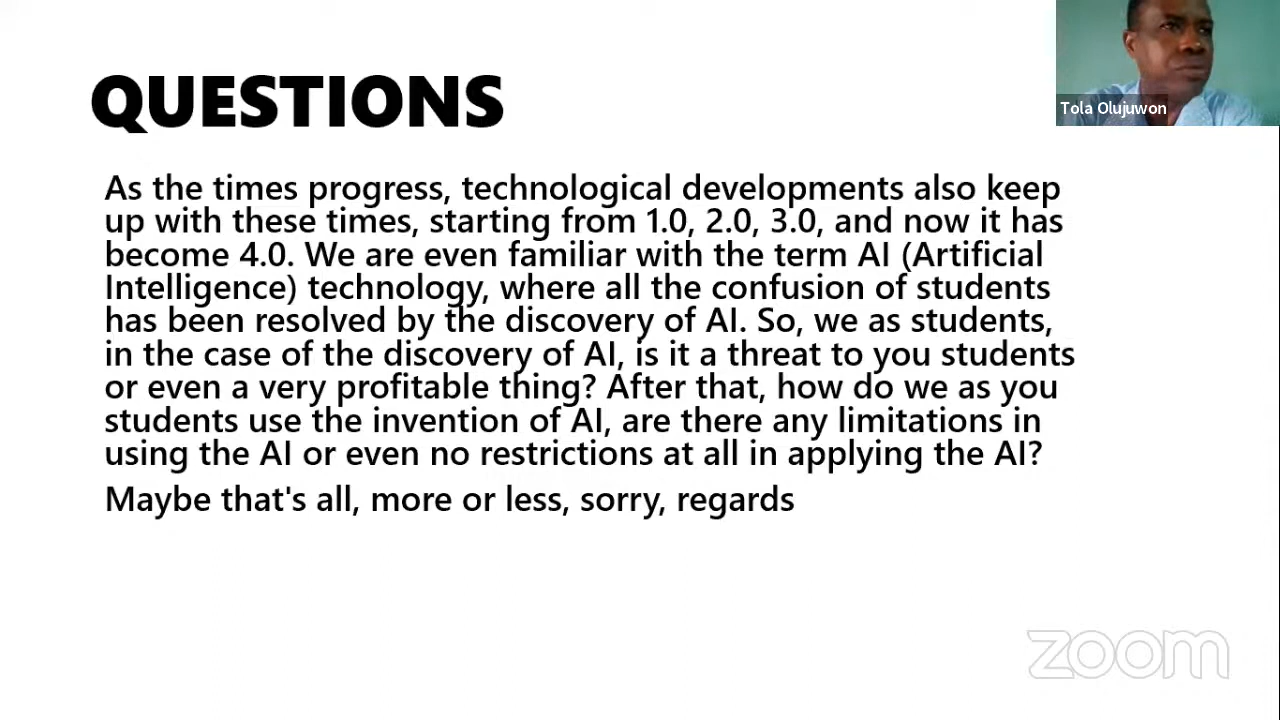 QUESTIONS
Tola Olujuwon
As the times progress, technological developments also keep
up with these times, starting from 1.0, 2.0, 3.0, and now it has
become 4.0. We are even familiar with the term AI (Artificial
Intelligence) technology, where all the confusion of students
has been resolved by the discovery of AI. So, we as students,
in the case of the discovery of AI, is it a threat to you students
or even a very profitable thing? After that, how do we as you
students use the invention of AI, are there any limitations in
using the AI or even no restrictions at all in applying the AI?
Maybe that's all, more or less, sorry, regards
zoom